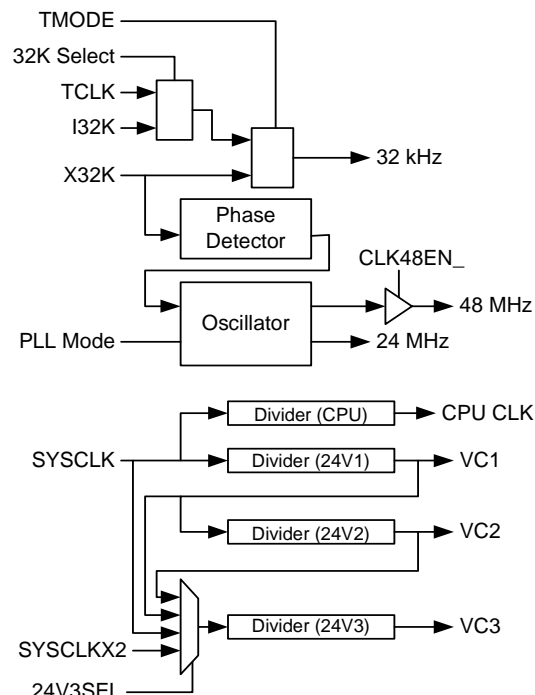 TMODE
32K Select
TCLK
I32K
X32K
32 kHz
Phase
Detector
CLK48EN_
Oscillator
48 MHz
PLL Mode
24 MHz
Divider (CPU)
CPU CLK
SYSCLK
Divider (24V1)
VC1
Divider (24V2)
VC2
Divider (24V3)
VC3
SYSCLKX2
24V3SEL